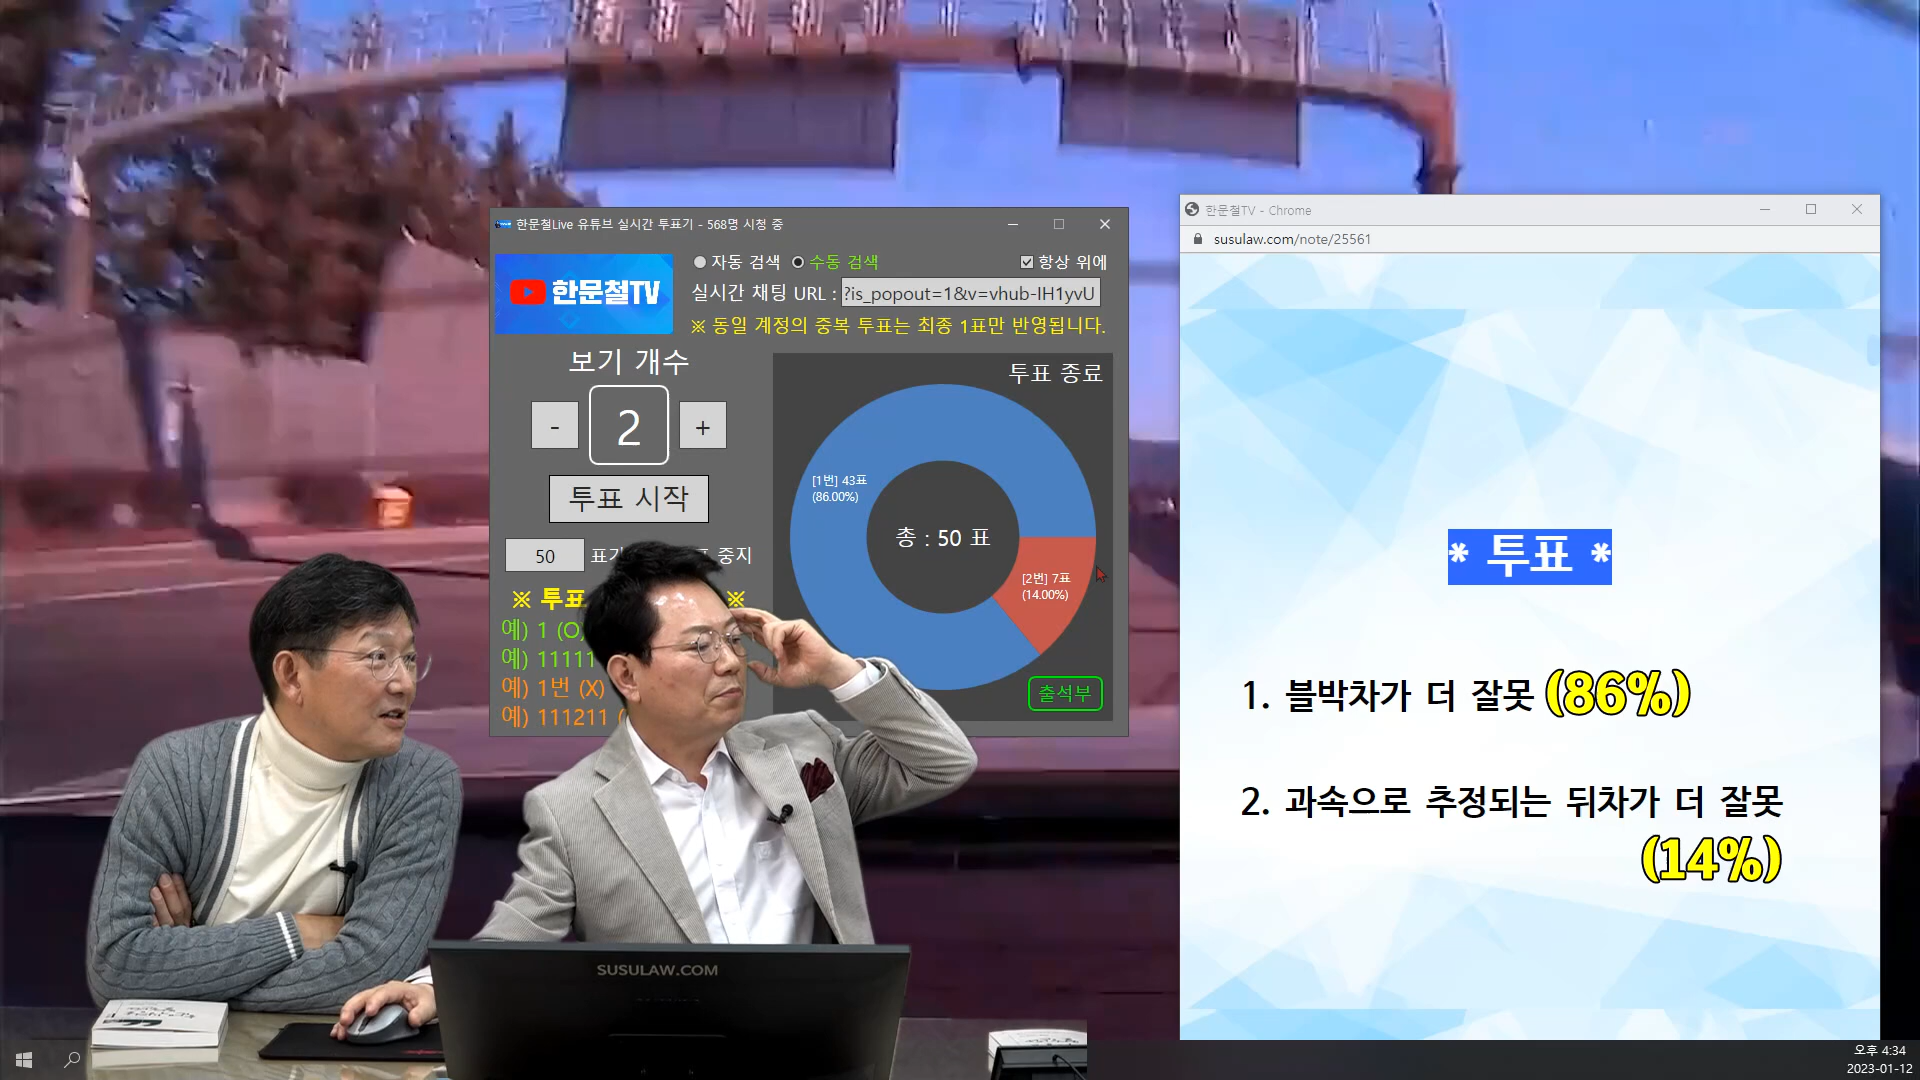 한문철Live 유튜브 실시간 투표기 - 568명 시청 중
한문철TV
자동 검색 수동 검색 항상 위에
실시간 채팅 URL : ?is_popout=1&v=vhub-IH1yvU
※ 동일 계정의 중복 투표는 최종 1표만 반영됩니다.
보기 개수
- 2 +
투표 시작
50 표 중지
※ 투표 ※
예) 1 (O)
예) 11111
예) 1번 (X)
예) 111211
투표 종료
[1번] 43표
(86.00%)
총 : 50 표
[2번] 7표
(14.00%)
출석부
한문철TV - Chrome
susulaw.com/note/25561
* 투표 *
1. 블박차가 더 잘못 (86%)
2. 과속으로 추정되는 뒤차가 더 잘못
(14%)
SUSULAW.COM
오후 4:34
2023-01-12